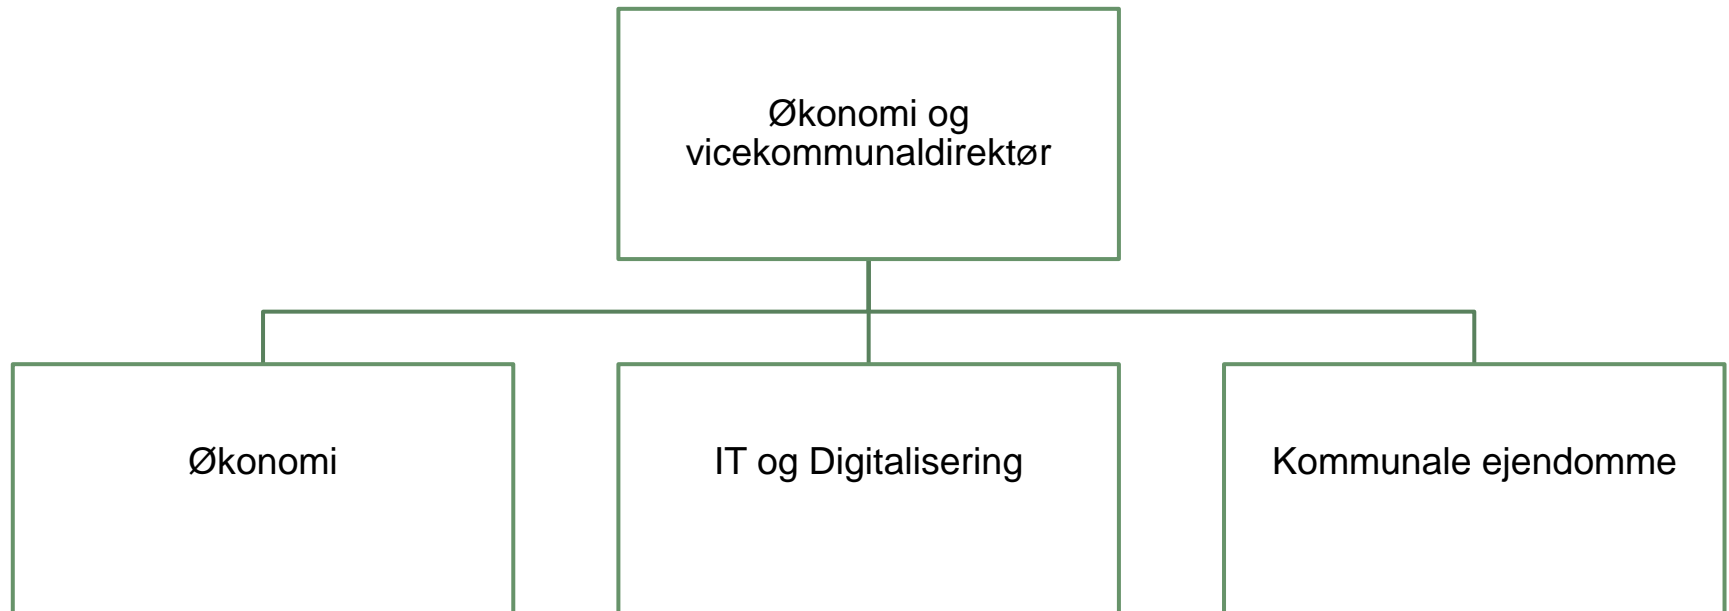 Økonomi og
vicekommunaldirektør
Økonomi
IT og Digitalisering
Kommunale ejendomme